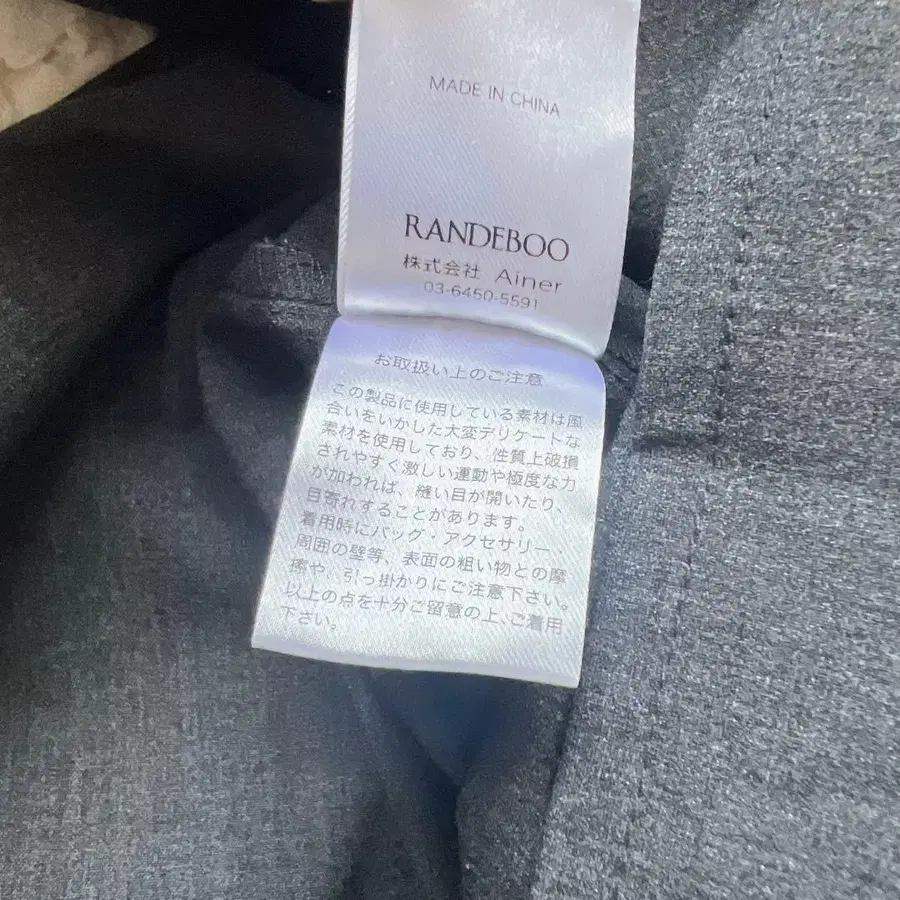 MADE IN CHINA
RANDEBOO
株式会社 Ainer
03-6450-5591
お取扱い上のご注意
この製品に使用している素材は風
合いをいかした大変デリケートな
素材を使用しており、性質上破損
されやすく激しい運動や極度な力
が加われば、縫い目が開いたり、
目寄れすることがあります。
着用時にバッグ・アクセサリー・
周囲の壁等、表面の粗い物との摩
擦や、引っ掛かりにご注意下さい。
以上の点を十分ご留意の上、ご着用
下さい。